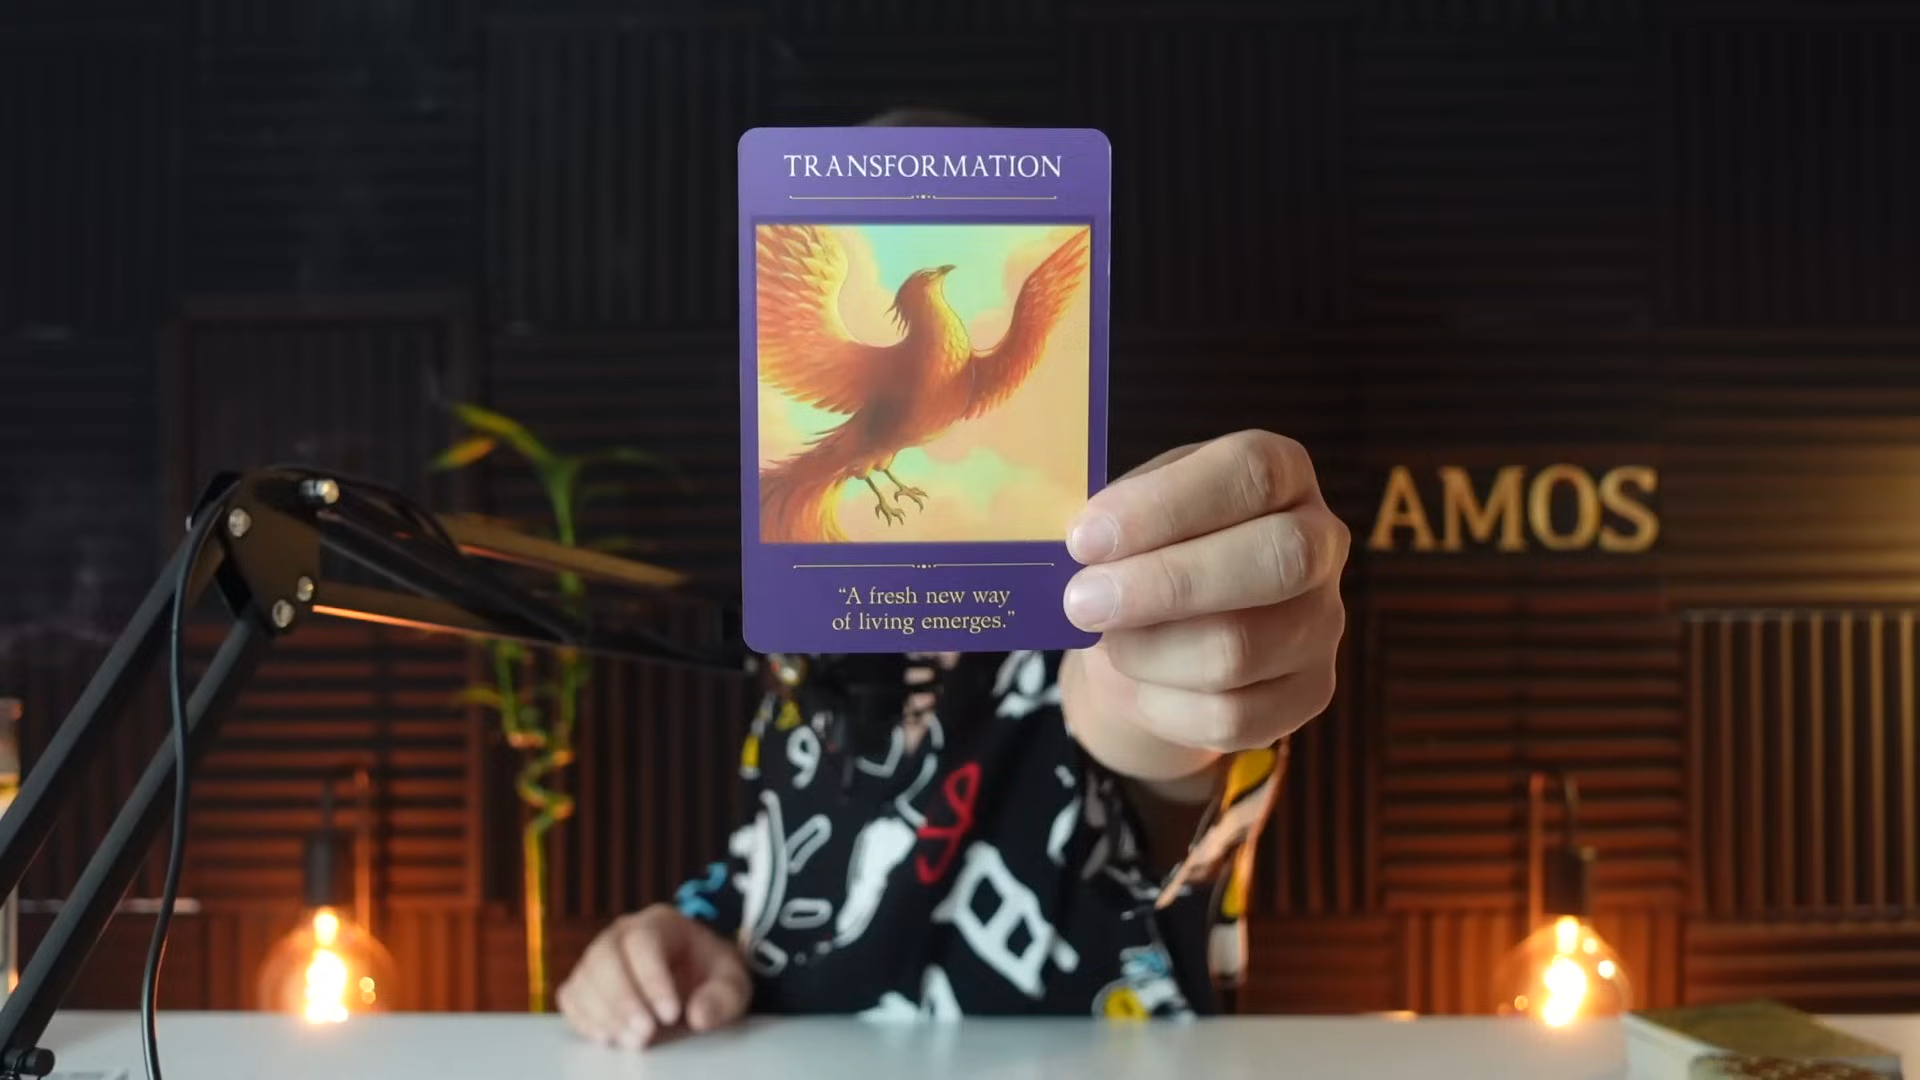 TRANSFORMATION
“A fresh new way
of living emerges.”
AMOS